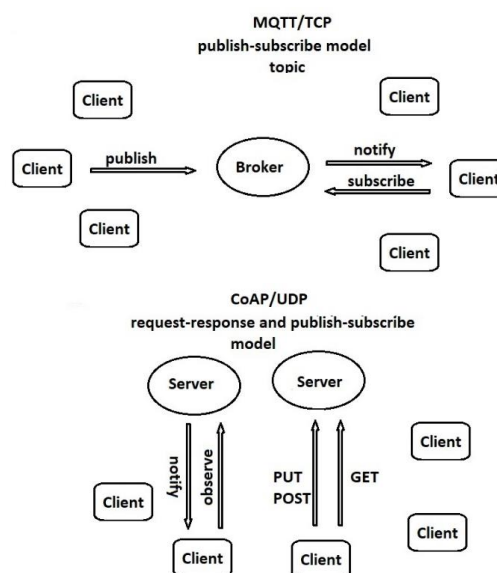 MQTT/TCP
publish-subscribe model
topic
Client
Client
Client
publish
Broker
notify
subscribe
Client
Client
Client
CoAP/UDP
request-response and publish-subscribe
model
Server
Server
notify
observe
PUT
POST
GET
Client
Client
Client
Client
Client